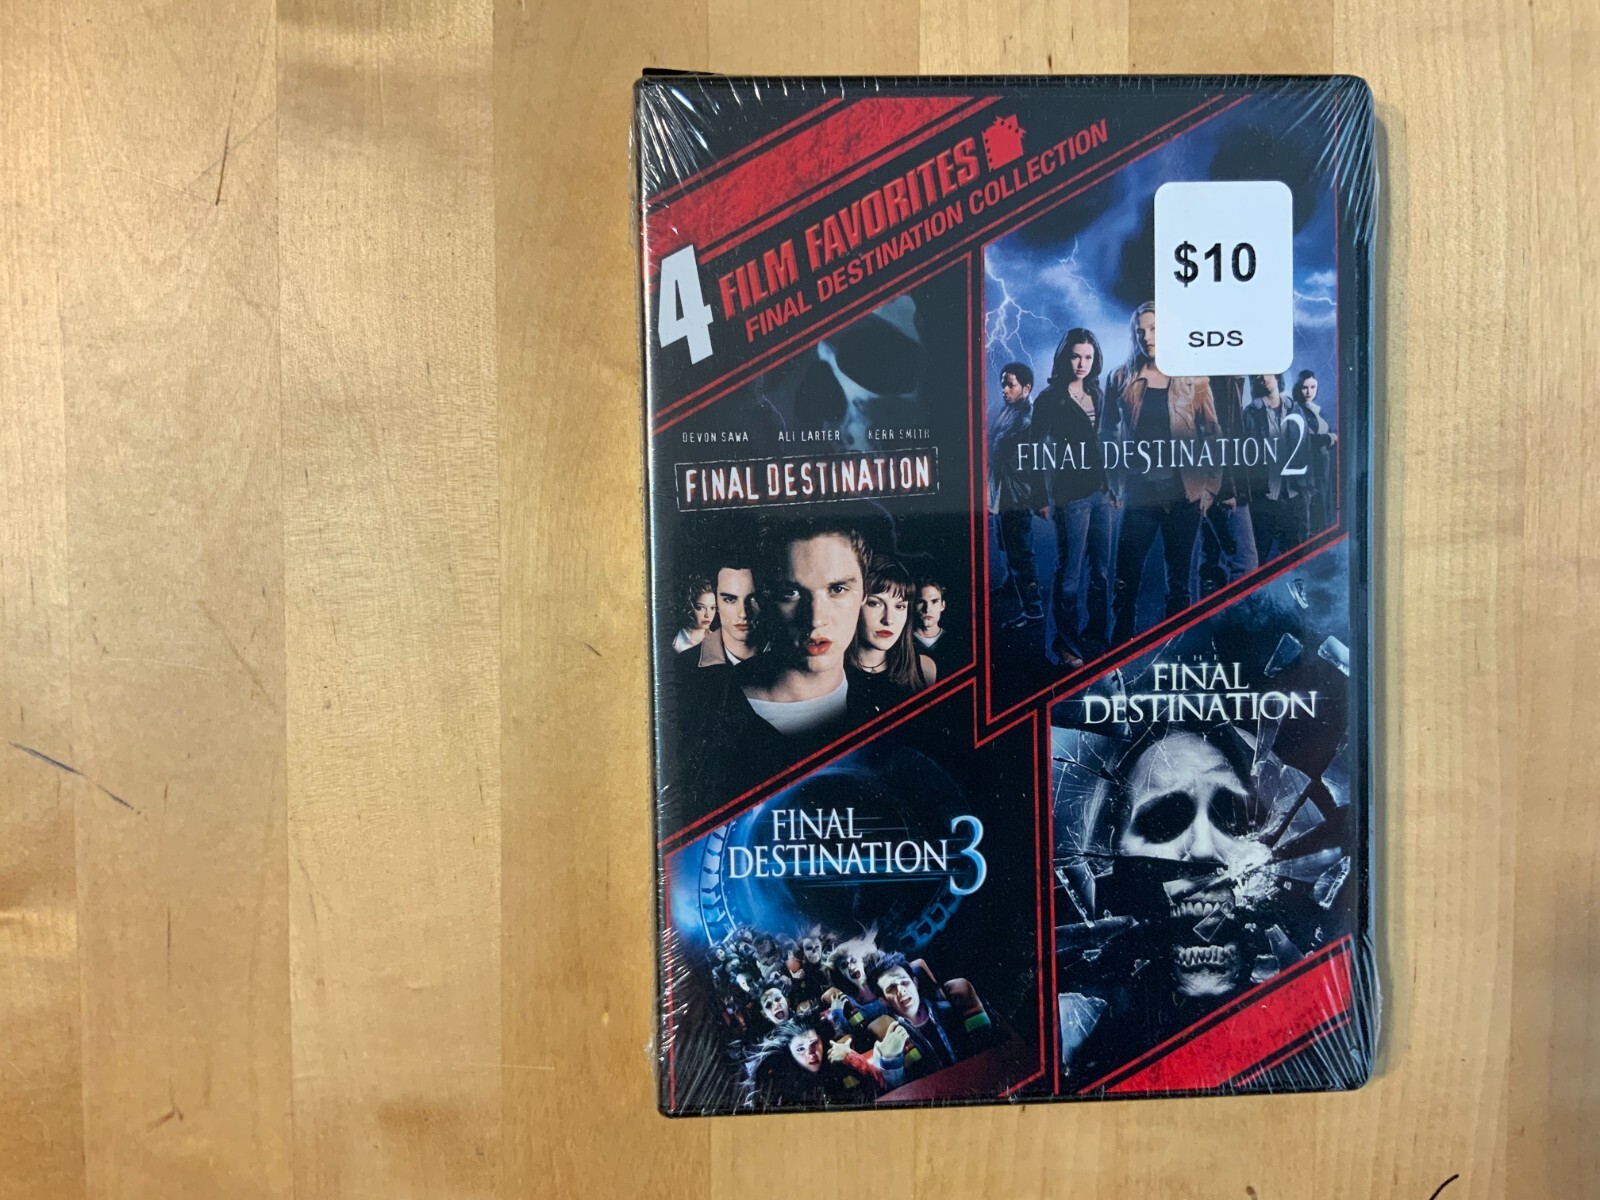 4 FILM FAVORITES
FINAL DESTINATION COLLECTION
$10
SDS
DEVON SAWA ALI LARTER KERR SMITH
FINAL DESTINATION
FINAL DESTINATION 2
THE
FINAL
DESTINATION
FINAL
DESTINATION 3